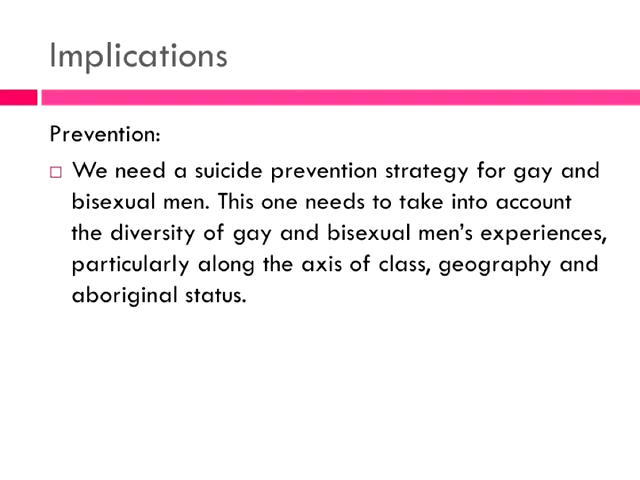 Implications
Prevention:
We need a suicide prevention strategy for gay and
bisexual men. This one needs to take into account
the diversity of gay and bisexual men's experiences,
particularly along the axis of class, geography and
aboriginal status.